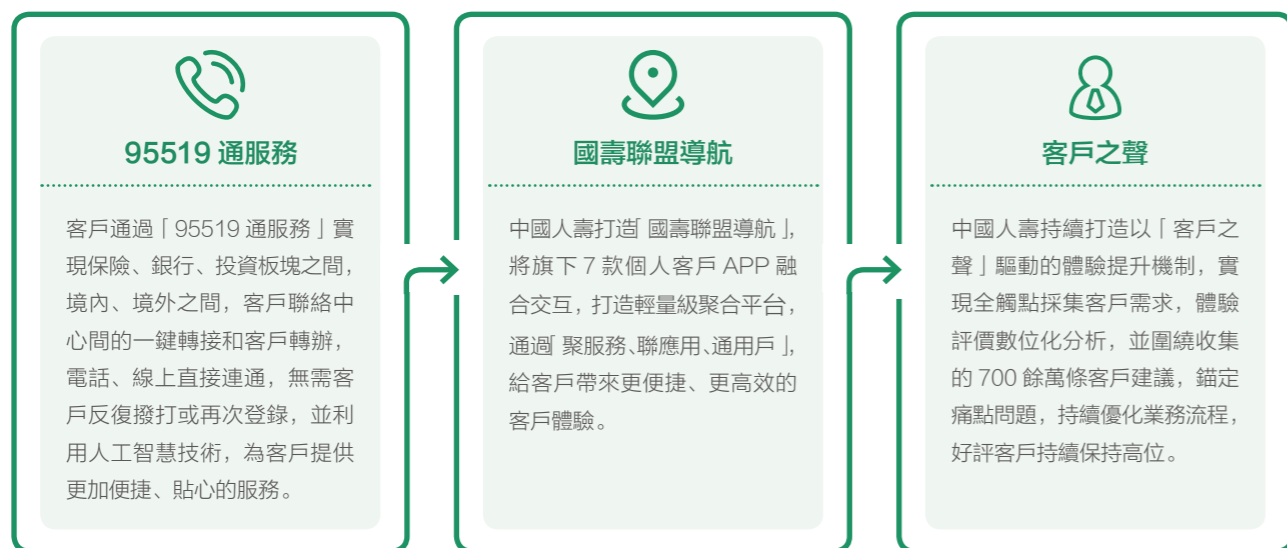 95519 通服務
客戶通過「95519 通服務」實
現保險、銀行、投資板塊之間，
境內、境外之間，客戶聯絡中
心間的一鍵轉接和客戶轉辦，
電話、線上直接連通，無需客
戶反復撥打或再次登錄，並利
用人工智慧技術，為客戶提供
更加便捷、貼心的服務。
國壽聯盟導航
中國人壽打造「國壽聯盟導航」，
將旗下 7 款個人客戶 APP 融
合交互，打造輕量級聚合平台，
通過「聚服務、聯應用、通用戶」，
給客戶帶來更便捷、更高效的
客戶體驗。
客戶之聲
中國人壽持續打造以「客戶之
聲」驅動的體驗提升機制，實
現全觸點採集客戶需求，體驗
評價數位化分析，並圍繞收集
的 700 餘萬條客戶建議，錨定
痛點問題，持續優化業務流程，
好評客戶持續保持高位。